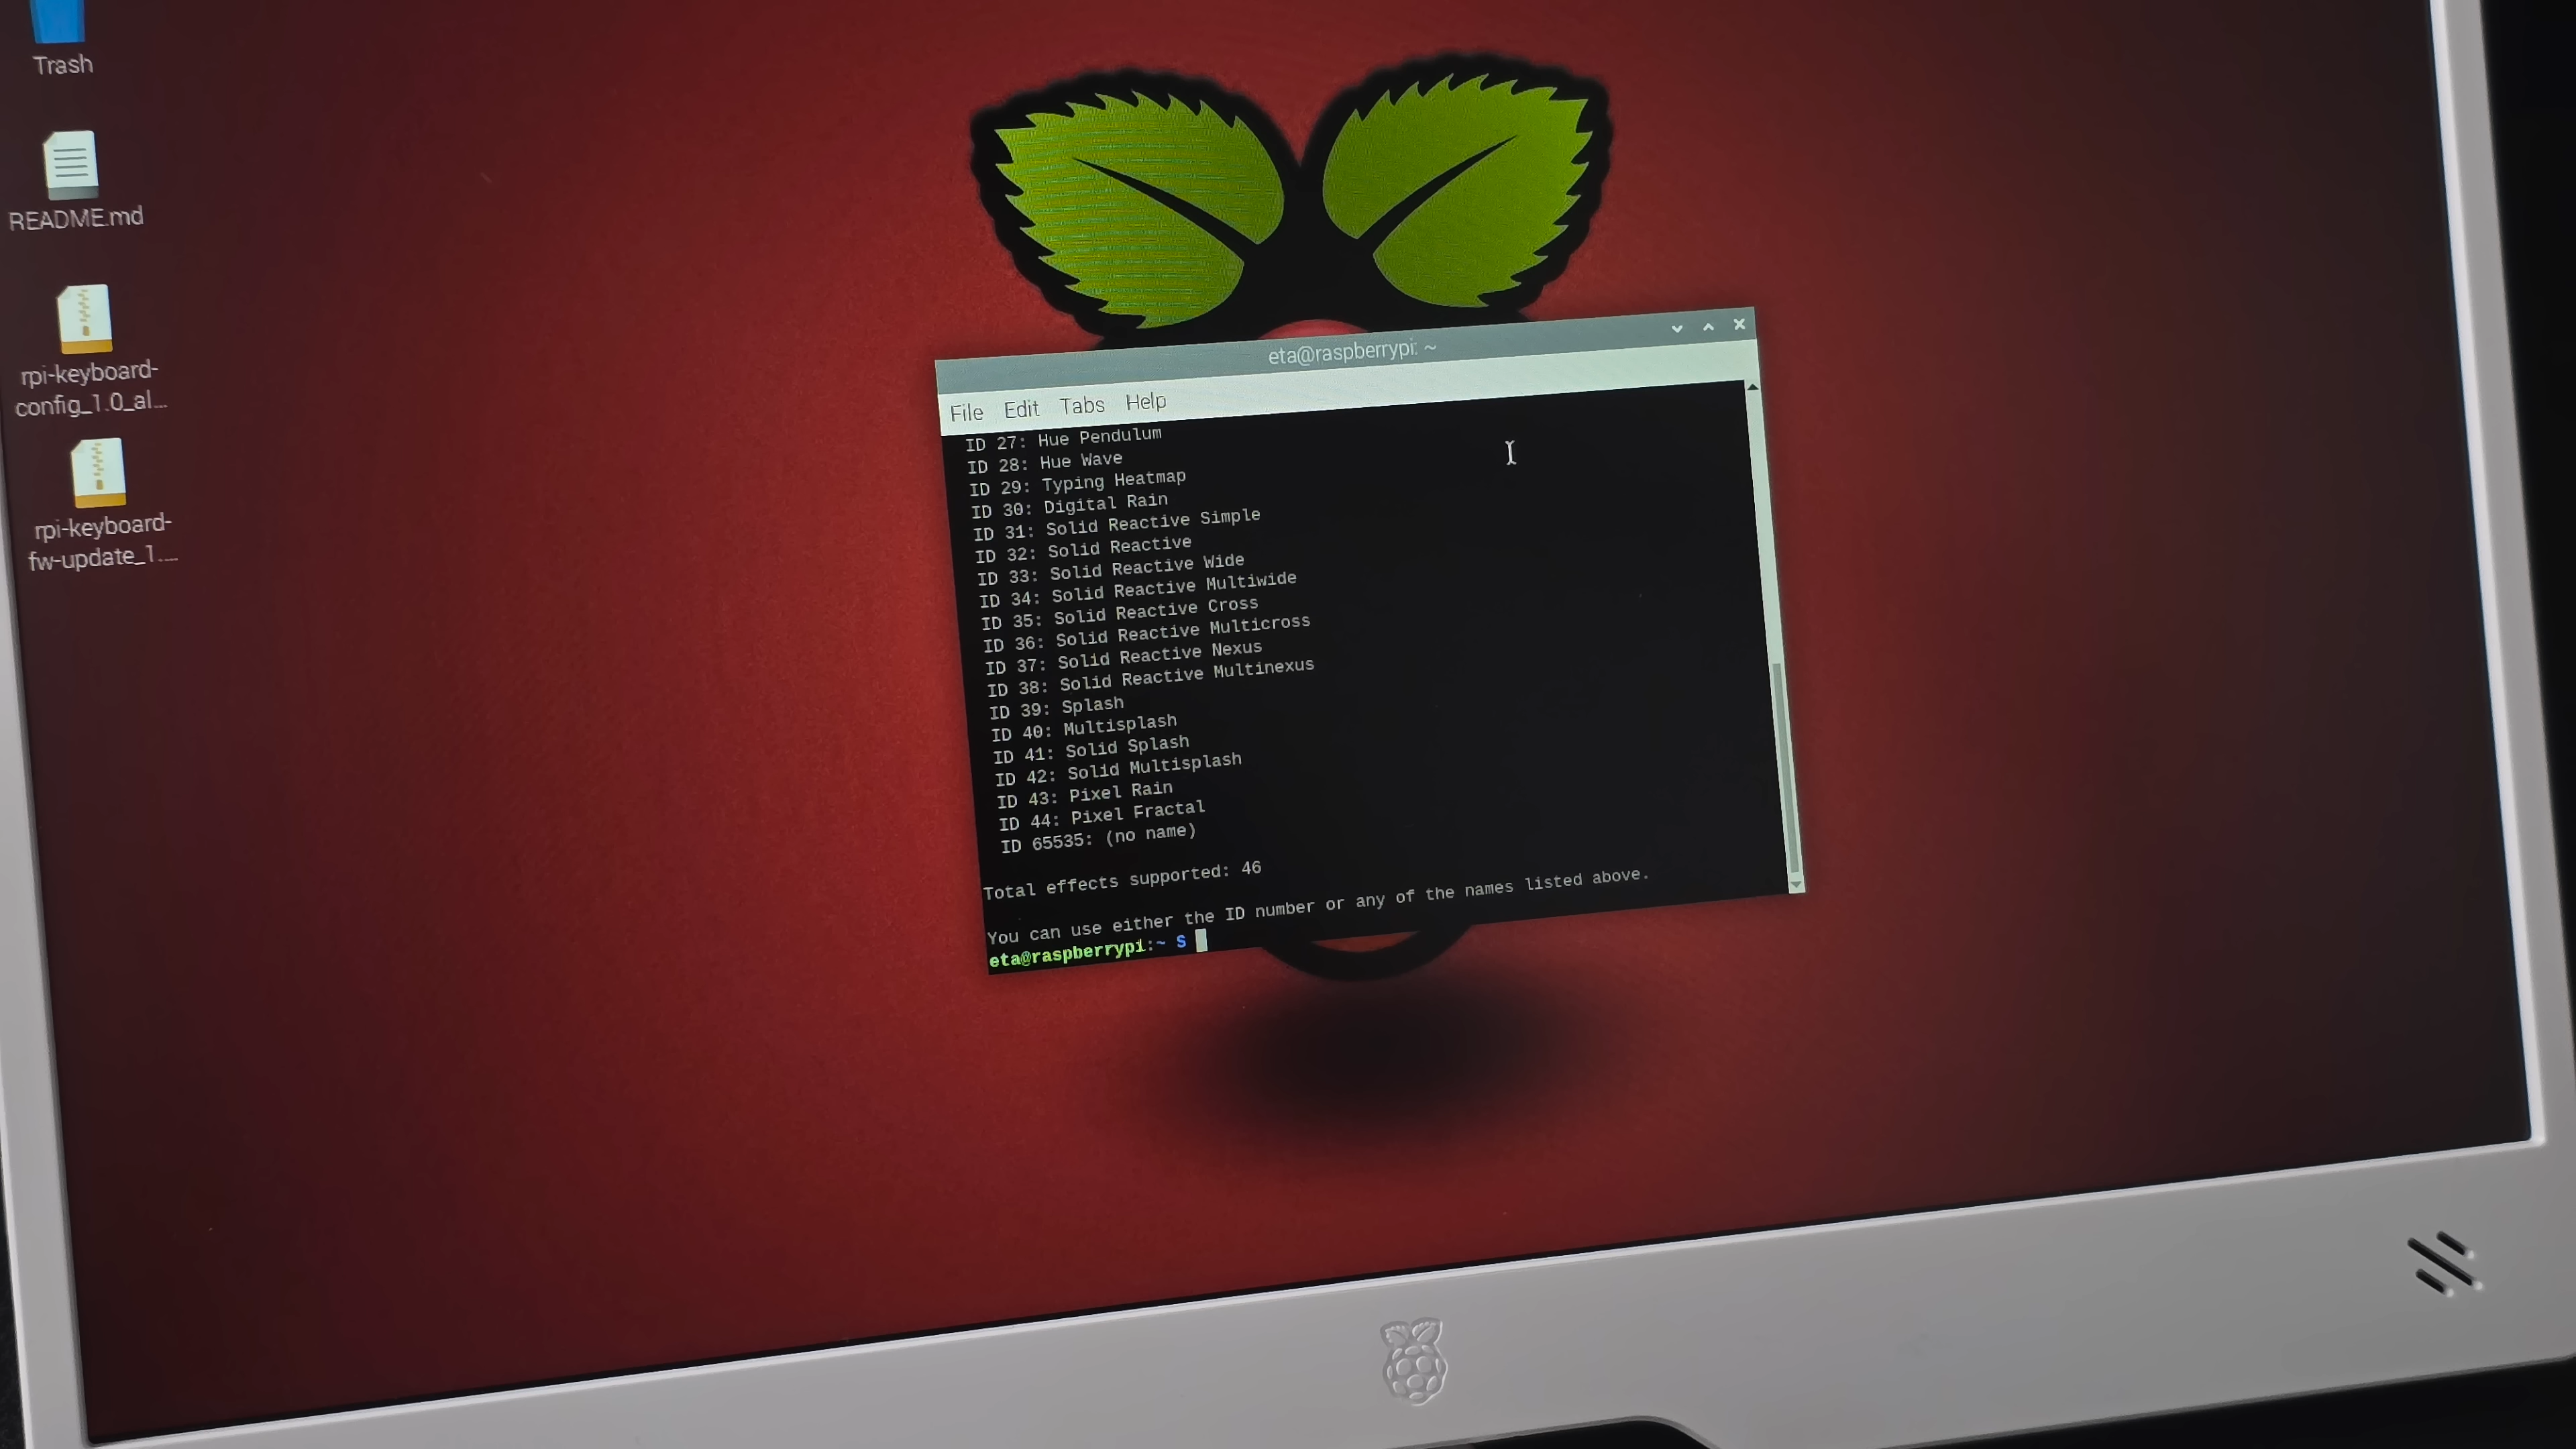 Trash
README.md
rpi-keyboard-
config_1.0_al...
rpi-keyboard-
fw-update_1....
eta@raspberrypi: ~
File Edit Tabs Help
ID 27: Hue Pendulum
ID 28: Hue Wave
ID 29: Typing Heatmap
ID 30: Digital Rain
ID 31: Solid Reactive Simple
ID 32: Solid Reactive
ID 33: Solid Reactive Wide
ID 34: Solid Reactive Multiwide
ID 35: Solid Reactive Cross
ID 36: Solid Reactive Multicross
ID 37: Solid Reactive Nexus
ID 38: Solid Reactive Multinexus
ID 39: Splash
ID 40: Multisplash
ID 41: Solid Splash
ID 42: Solid Multisplash
ID 43: Pixel Rain
ID 44: Pixel Fractal
ID 65535: (no name)
Total effects supported: 46
You can use either the ID number or any of the names listed above.
eta@raspberrypi:~ $